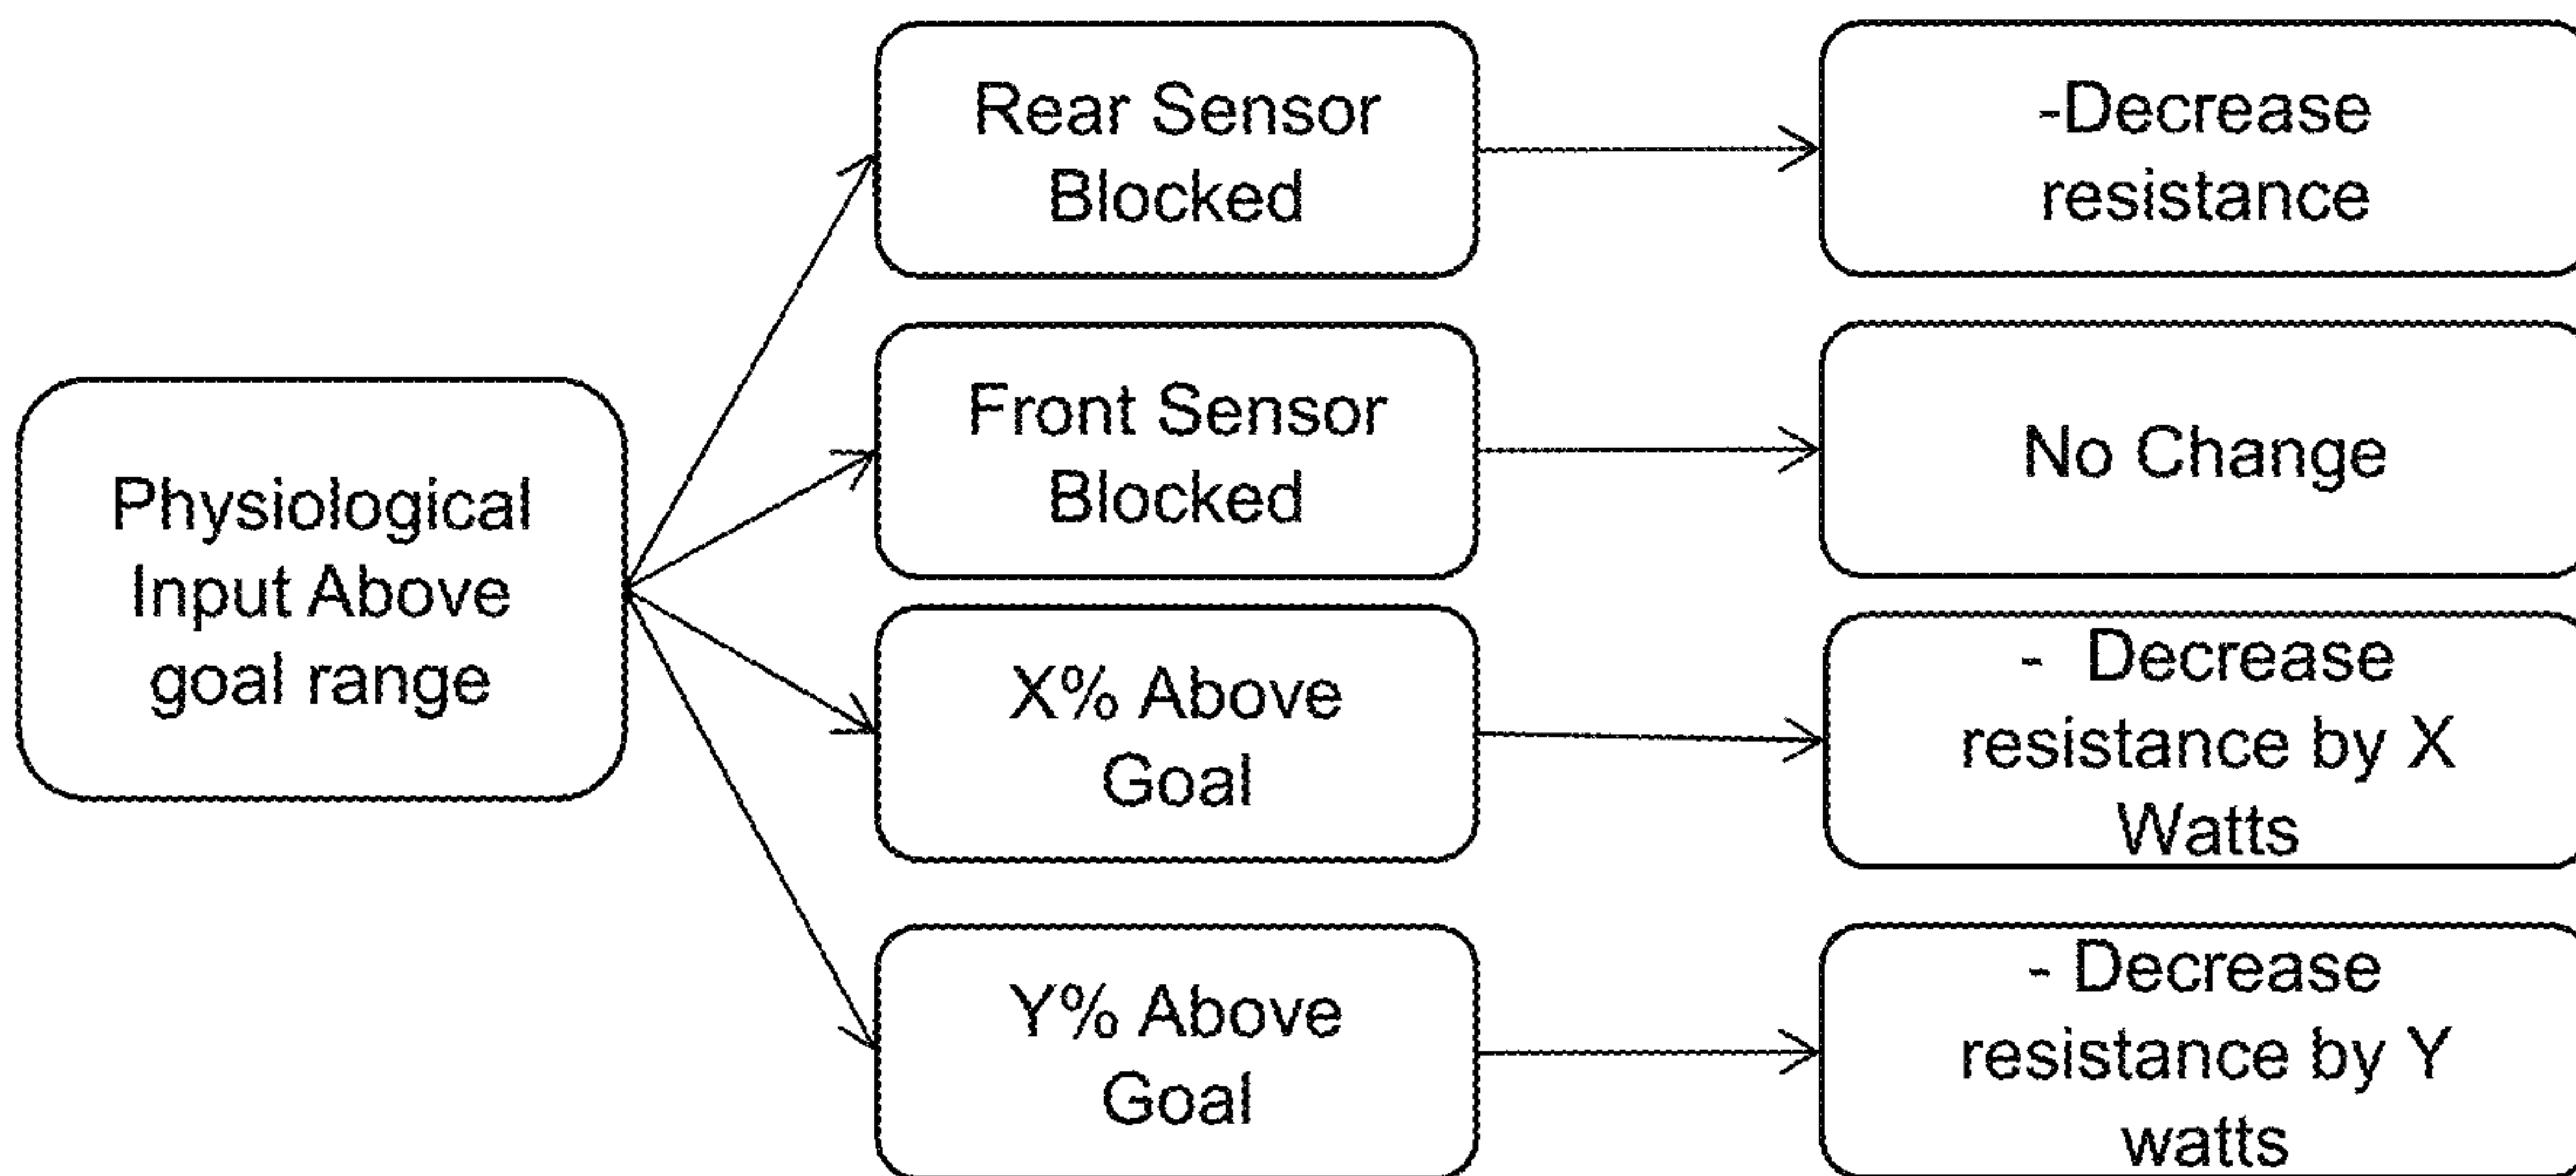 Physiological
Input Above
goal range
Rear Sensor
Blocked
-Decrease
resistance
Front Sensor
Blocked
No Change
X% Above
Goal
- Decrease
resistance by X
Watts
Y% Above
Goal
- Decrease
resistance by Y
watts